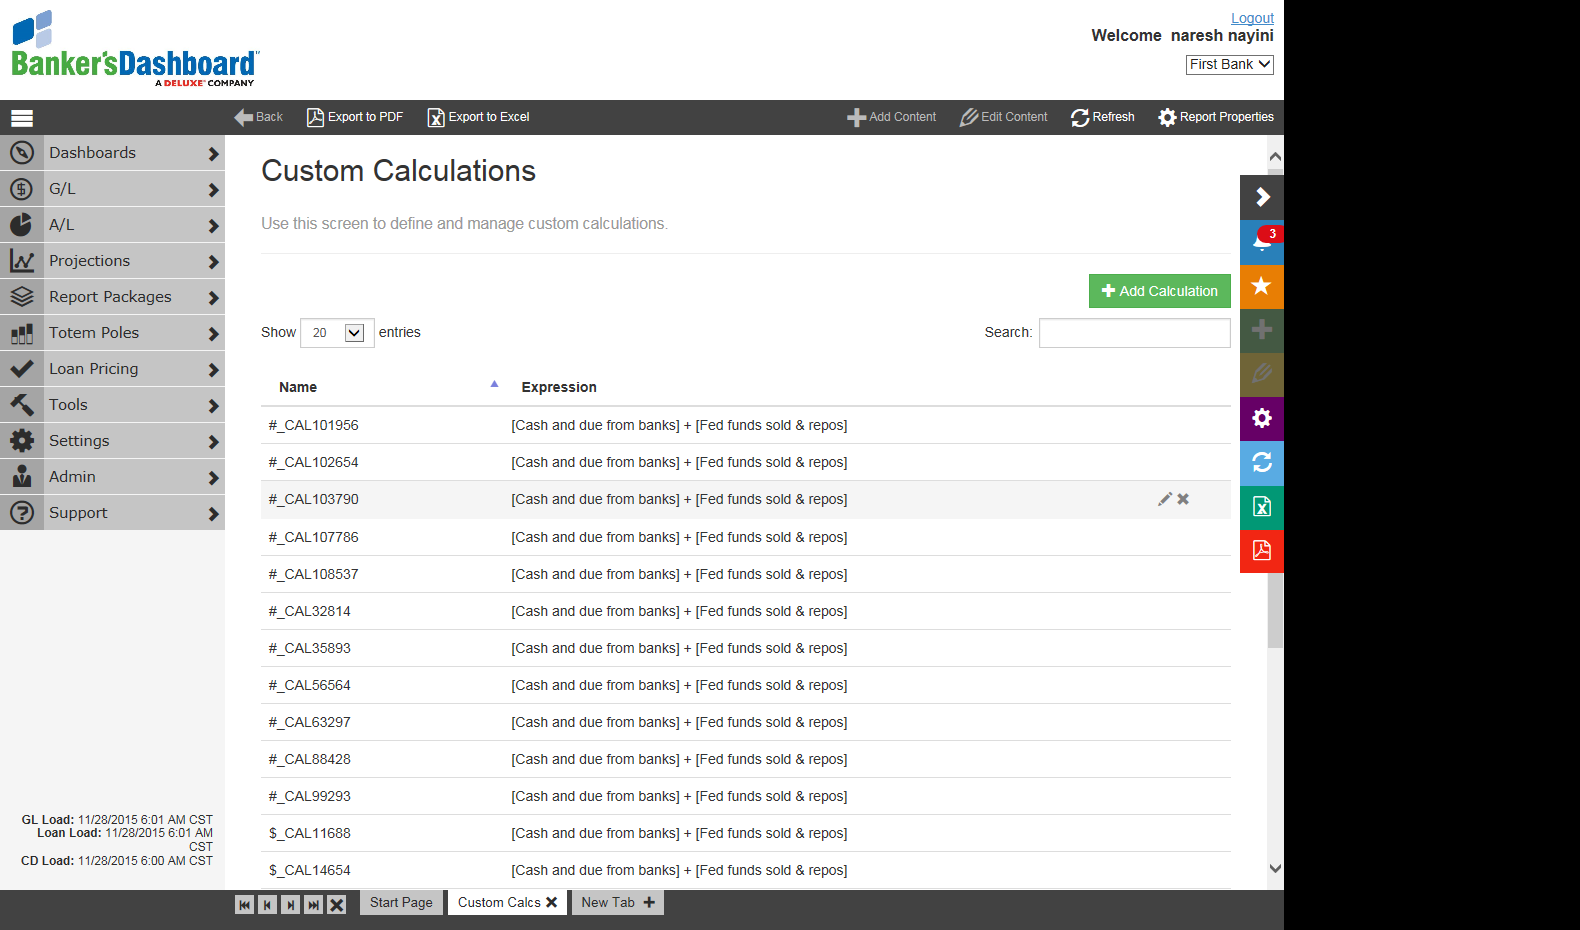 Logout
Welcome naresh nayini
First Bank
Banker'sDashboard
A DELUXE COMPANY
Back Export to PDF Export to Excel Add Content Edit Content Refresh Report Properties
Dashboards
G/L
A/L
Projections
Report Packages
Totem Poles
Loan Pricing
Tools
Settings
Admin
Support
GL Load: 11/28/2015 6:01 AM CST
Loan Load: 11/28/2015 6:01 AM
CST
CD Load: 11/28/2015 6:00 AM CST
Custom Calculations
Use this screen to define and manage custom calculations.
3
Add Calculation
Show 20 entries Search:
Name Expression
#_CAL101956 [Cash and due from banks] + [Fed funds sold & repos]
#_CAL102654 [Cash and due from banks] + [Fed funds sold & repos]
#_CAL103790 [Cash and due from banks] + [Fed funds sold & repos]
#_CAL107786 [Cash and due from banks] + [Fed funds sold & repos]
#_CAL108537 [Cash and due from banks] + [Fed funds sold & repos]
#_CAL32814 [Cash and due from banks] + [Fed funds sold & repos]
#_CAL35893 [Cash and due from banks] + [Fed funds sold & repos]
#_CAL56564 [Cash and due from banks] + [Fed funds sold & repos]
#_CAL63297 [Cash and due from banks] + [Fed funds sold & repos]
#_CAL88428 [Cash and due from banks] + [Fed funds sold & repos]
#_CAL99293 [Cash and due from banks] + [Fed funds sold & repos]
$_CAL11688 [Cash and due from banks] + [Fed funds sold & repos]
$_CAL14654 [Cash and due from banks] + [Fed funds sold & repos]
Start Page Custom Calcs New Tab